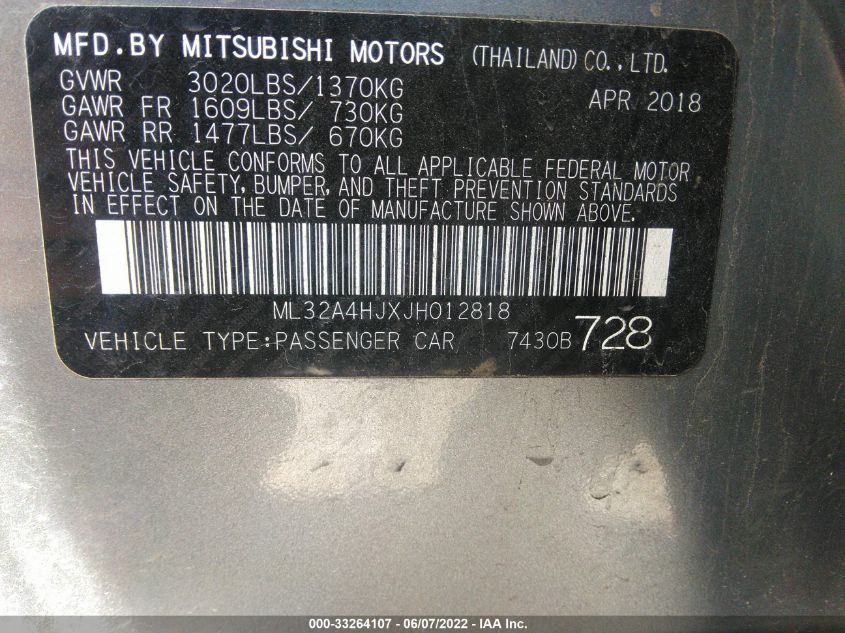 MFD.BY MITSUBISHI MOTORS (THAILAND) CO., LTD.
GVWR 3020LBS/1370KG
APR 2018
GAWR FR 1609LBS/ 730KG
GAWR RR 1477LBS/ 670KG
THIS VEHICLE CONFORMS TO ALL APPLICABLE FEDERAL MOTOR
VEHICLE SAFETY, BUMPER, AND THEFT PREVENTION STANDARDS
IN EFFECT ON THE DATE OF MANUFACTURE SHOWN ABOVE.
ML32A4HJXJH012818
VEHICLE TYPE:PASSENGER CAR 7430B 728
000-33264107 - 06/07/2022 - IAA Inc.